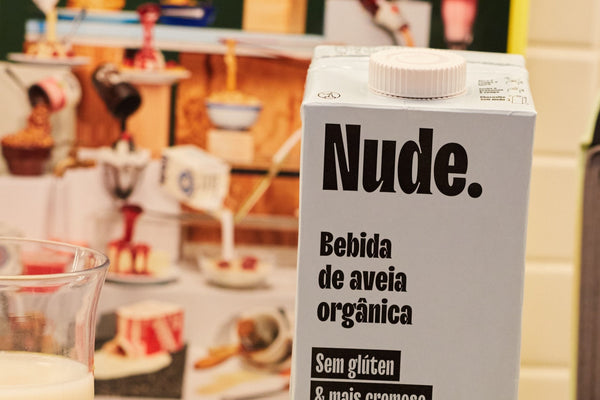 Nude.
Bebida
de aveia
orgânica
Sem glúten
& mais cremosa